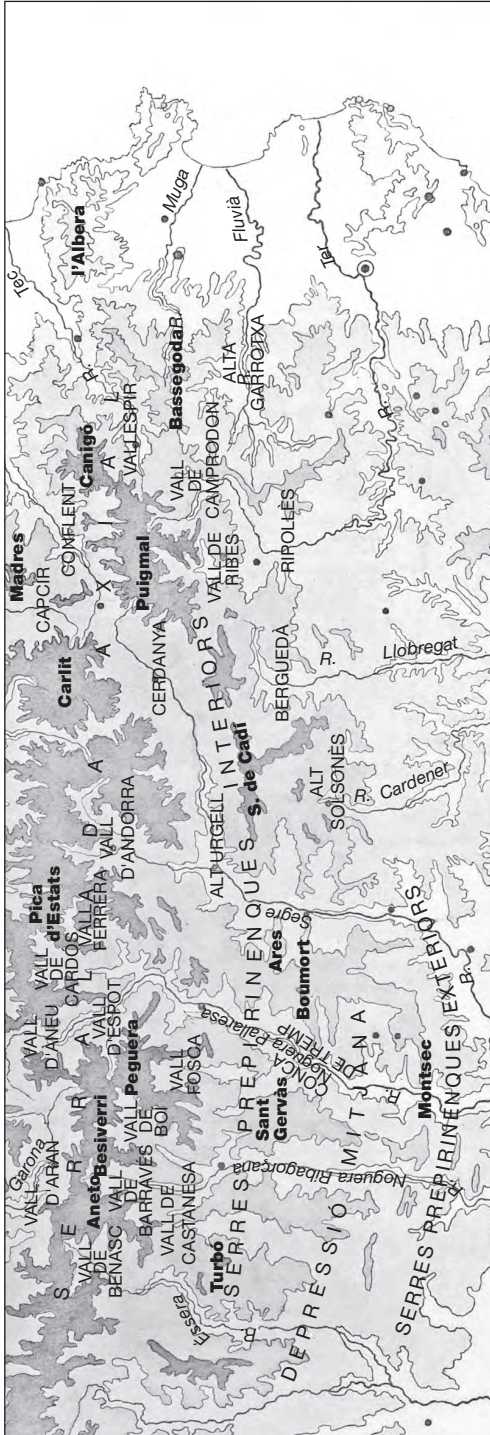 Madres
CAPCIR
CONFLENT
Canigó
l'Albera
R. Tec
Carlit
VALLESPIR
Puigmal
CERDANYA
VALL
DE
CAMPRODON
Bassegoda
R. Muga
R. Fluvià
ALTA
GARROTXA
VALL DE
RIBES
RIPOLLÈS
R. Ter
Pica
d'Estats
VALL
D'ANEU
VALL
DE
CARDÓS
VALL
FERRERA
VALL
D'ANDORRA
VALL
D'ESPOT
Peguera
ALT URGELL
S. de Cadí
BERGUEDÀ
R. Llobregat
ALT
SOLSONÈS
R. Cardener
R. Segre
Ares
Boumort
Garona
VALL
D'ARAN
SERRALADA AXIAL
Aneto
Besiverri
VALL
DE
BENASC
VALL
DE
BARRAVÉS
VALL
DE
BOÍ
VALL
FOSCA
VALL DE
CASTANESA
Turbó
SERRES PREPIRINENQUES INTERIORS
Sant
Gervàs
CONCA
DE TREMP
R. Noguera Pallaresa
R. Noguera Ribagorçana
R. Essera
DEPRESSIÓ MITJANA
Montsec
SERRES PREPIRINENQUES EXTERIORS